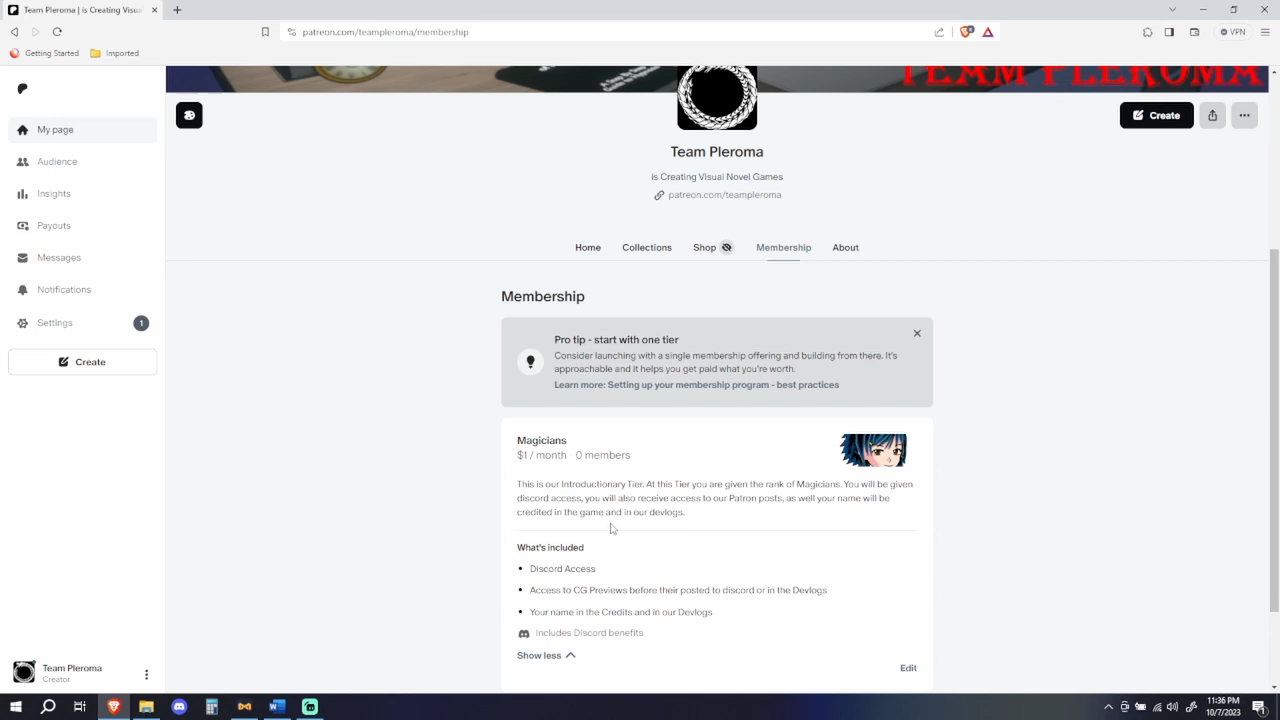 Team Pleroma | is Creating Visua
patreon.com/teampleroma/membership
VPN
Getting Started
Imported
TEAM PLEROMA
My page
Audience
Insights
Payouts
Messages
Notifications
Settings
1
Create
Create
Team Pleroma
is Creating Visual Novel Games
patreon.com/teampleroma
Home
Collections
Shop
Membership
About
Membership
Pro tip - start with one tier
Consider launching with a single membership offering and building from there. It's
approachable and it helps you get paid what you're worth.
Learn more: Setting up your membership program - best practices
Magicians
$1 / month · 0 members
This is our Introductionary Tier. At this Tier you are given the rank of Magicians. You will be given
discord access, you will also receive access to our Patron posts, as well your name will be
credited in the game and in our devlogs.
What's included
• Discord Access
• Access to CG Previews before their posted to discord or in the Devlogs
• Your name in the Credits and in our Devlogs
Includes Discord benefits
Show less
Edit
Team Pleroma
Creator
11:36 PM
10/7/2023